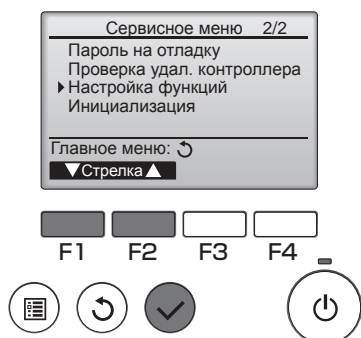 Сервисное меню 2/2
Пароль на отладку
Проверка удал. контроллера
Настройка функций
Инициализация
Главное меню:
Стрелка
F1 F2 F3 F4